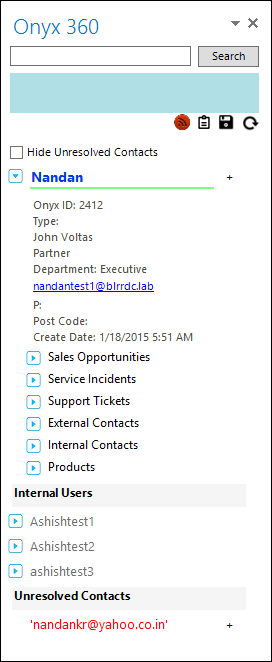 Onyx 360
Search
Hide Unresolved Contacts
Nandan +
Onyx ID: 2412
Type:
John Voltas
Partner
Department: Executive
nandantest1@blrrdc.lab
P:
Post Code:
Create Date: 1/18/2015 5:51 AM
Sales Opportunities
Service Incidents
Support Tickets
External Contacts
Internal Contacts
Products
Internal Users
Ashishtest1
Ashishtest2
ashishtest3
Unresolved Contacts
'nandankr@yahoo.co.in' +